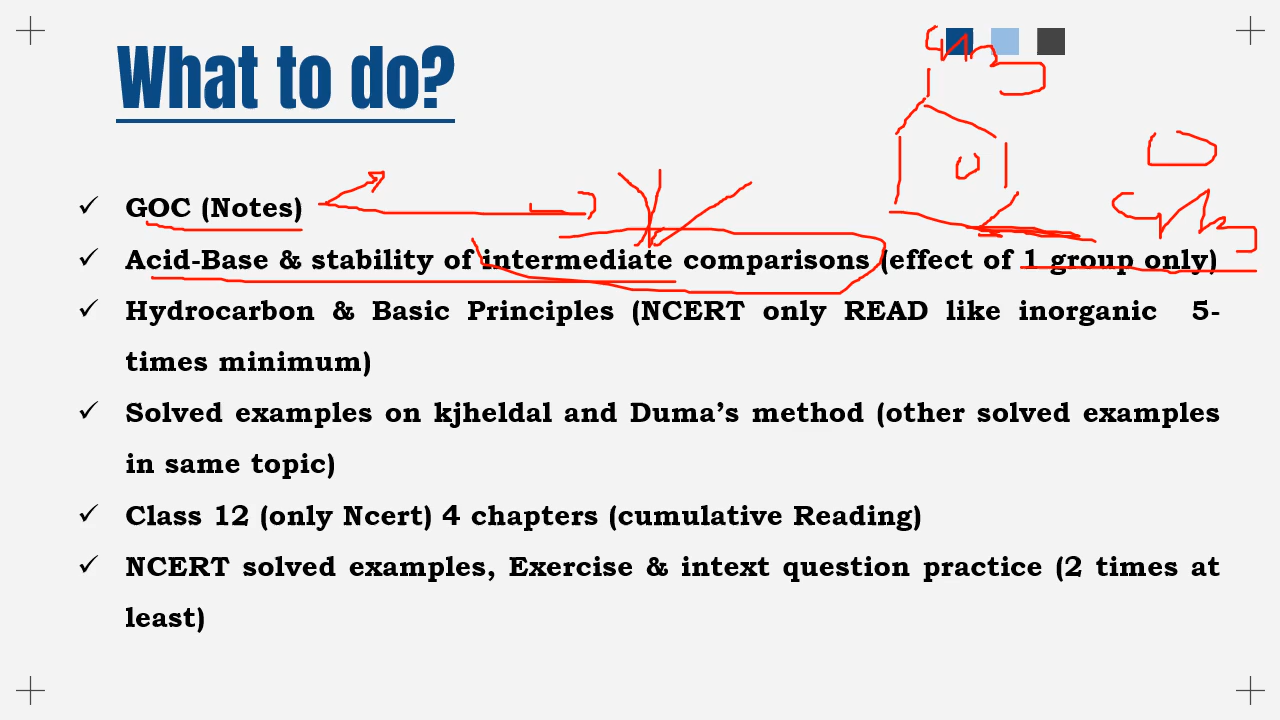 What to do?
✓ GOC (Notes)
✓ Acid-Base & stability of intermediate comparisons (effect of 1 group only)
✓ Hydrocarbon & Basic Principles (NCERT only READ like inorganic 5-
times minimum)
✓ Solved examples on kjheldal and Duma’s method (other solved examples
in same topic)
✓ Class 12 (only Ncert) 4 chapters (cumulative Reading)
✓ NCERT solved examples, Exercise & intext question practice (2 times at
least)